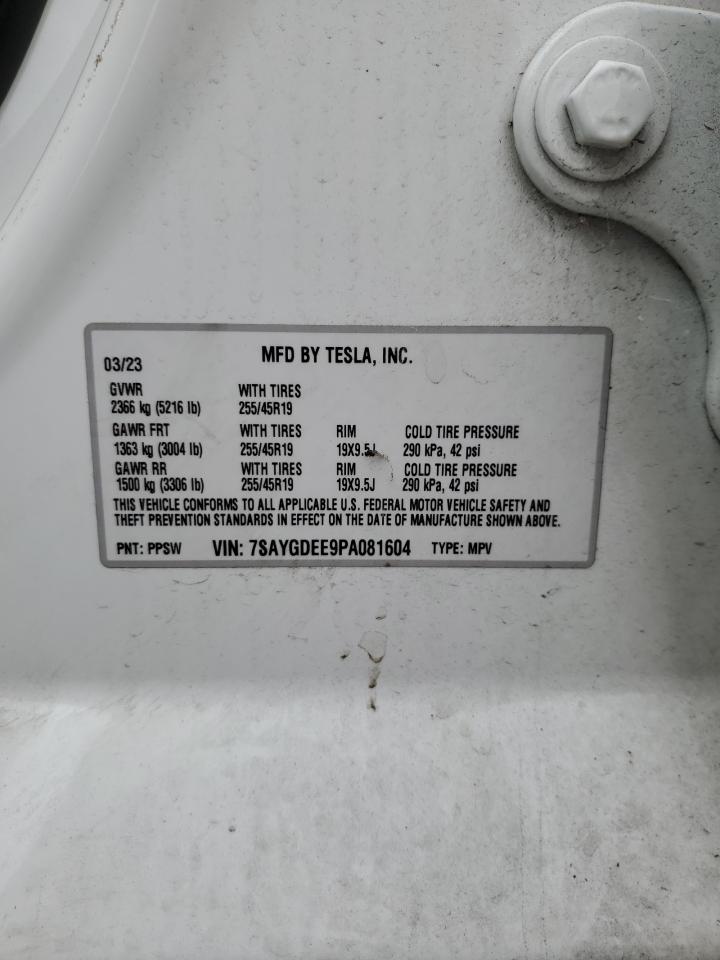 MFD BY TESLA, INC.
03/23
GVWR WITH TIRES
2366 kg (5216 lb) 255/45R19
GAWR FRT WITH TIRES RIM COLD TIRE PRESSURE
1363 kg (3004 lb) 255/45R19 19X9.5J 290 kPa, 42 psi
GAWR RR WITH TIRES RIM COLD TIRE PRESSURE
1500 kg (3306 lb) 255/45R19 19X9.5J 290 kPa, 42 psi
THIS VEHICLE CONFORMS TO ALL APPLICABLE U.S. FEDERAL MOTOR VEHICLE SAFETY AND
THEFT PREVENTION STANDARDS IN EFFECT ON THE DATE OF MANUFACTURE SHOWN ABOVE.
PNT: PPSW VIN: 7SAYGDEE9PA081604 TYPE: MPV